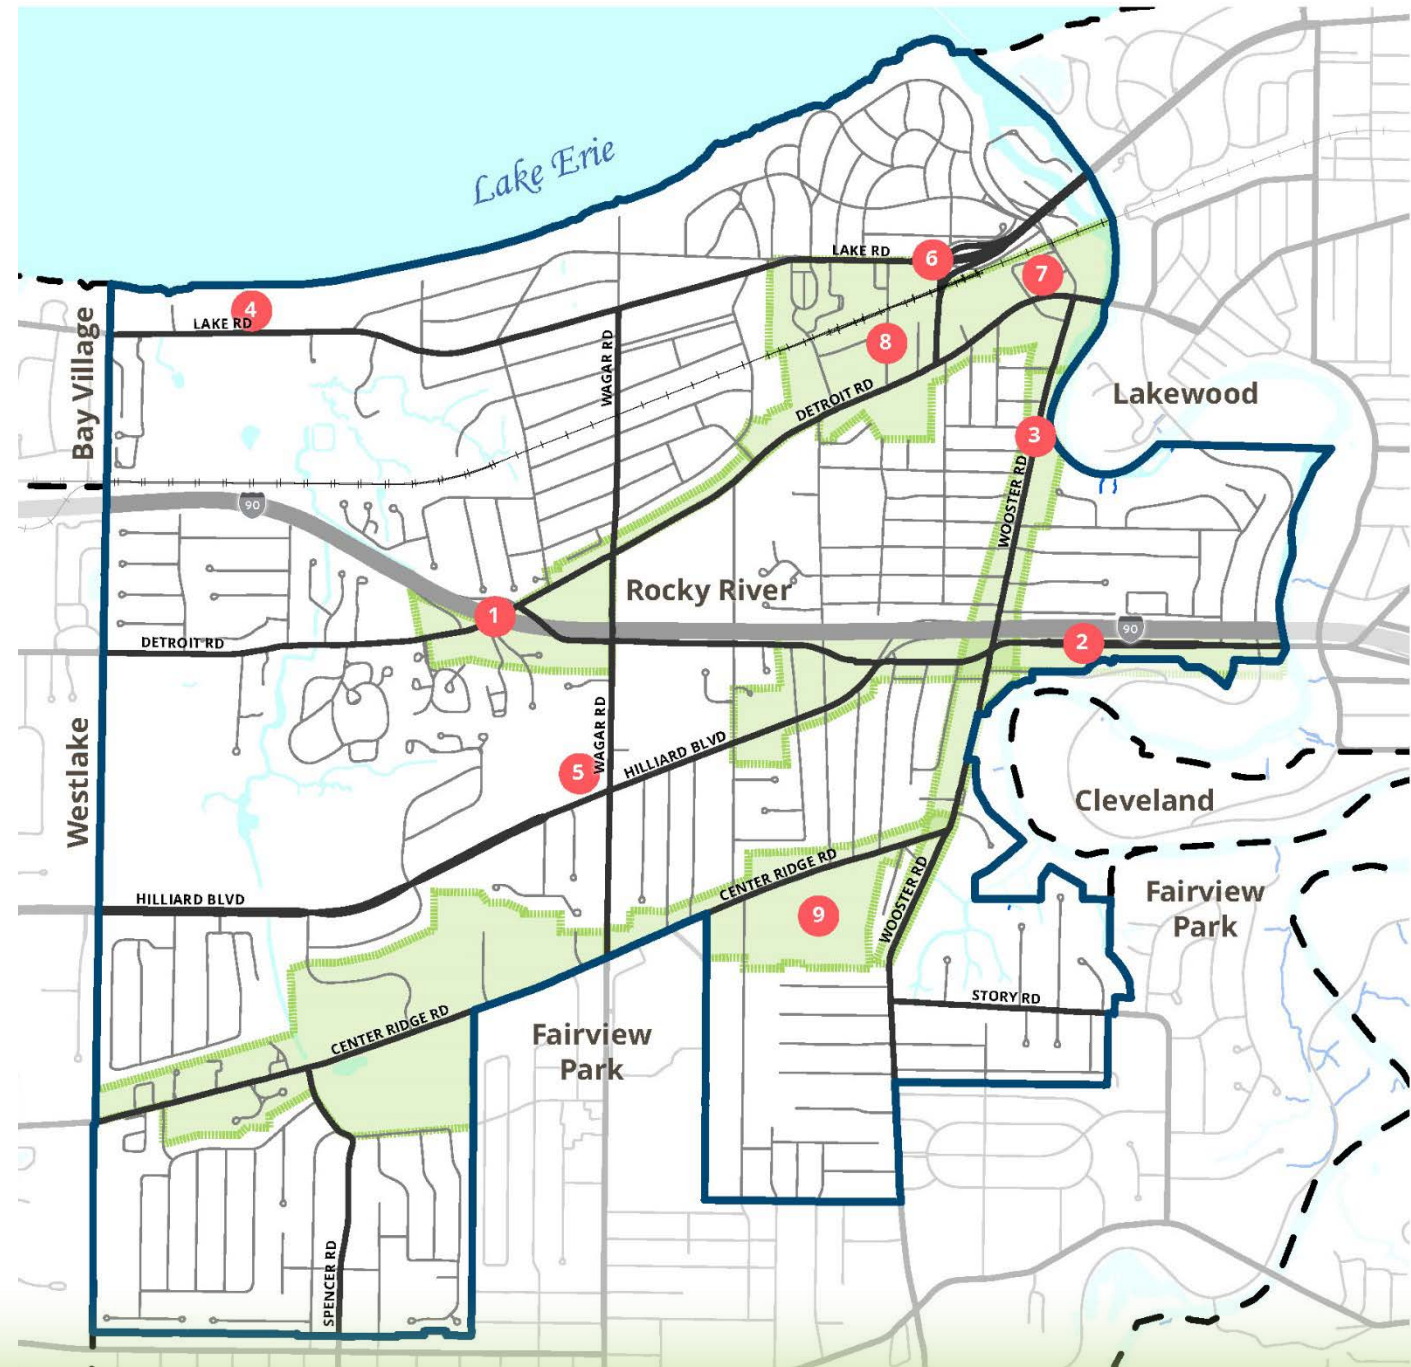 Lake Erie
LAKE RD
6
7
4
LAKE RD
Bay Village
WAGAR RD
8
DETROIT RD
Lakewood
3
WOOSTER RD
90
Rocky River
1
90
2
DETROIT RD
WAGAR RD
HILLIARD BLVD
5
Westlake
Cleveland
CENTER RIDGE RD
WOOSTER RD
Fairview
Park
HILLIARD BLVD
9
STORY RD
CENTER RIDGE RD
Fairview
Park
SPENCER RD